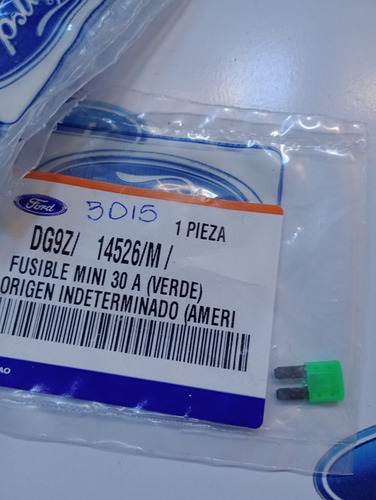 Ford
3015
1 PIEZA
DG9Z/ 14526/M /
FUSIBLE MINI 30 A (VERDE)
ORIGEN INDETERMINADO (AMERI